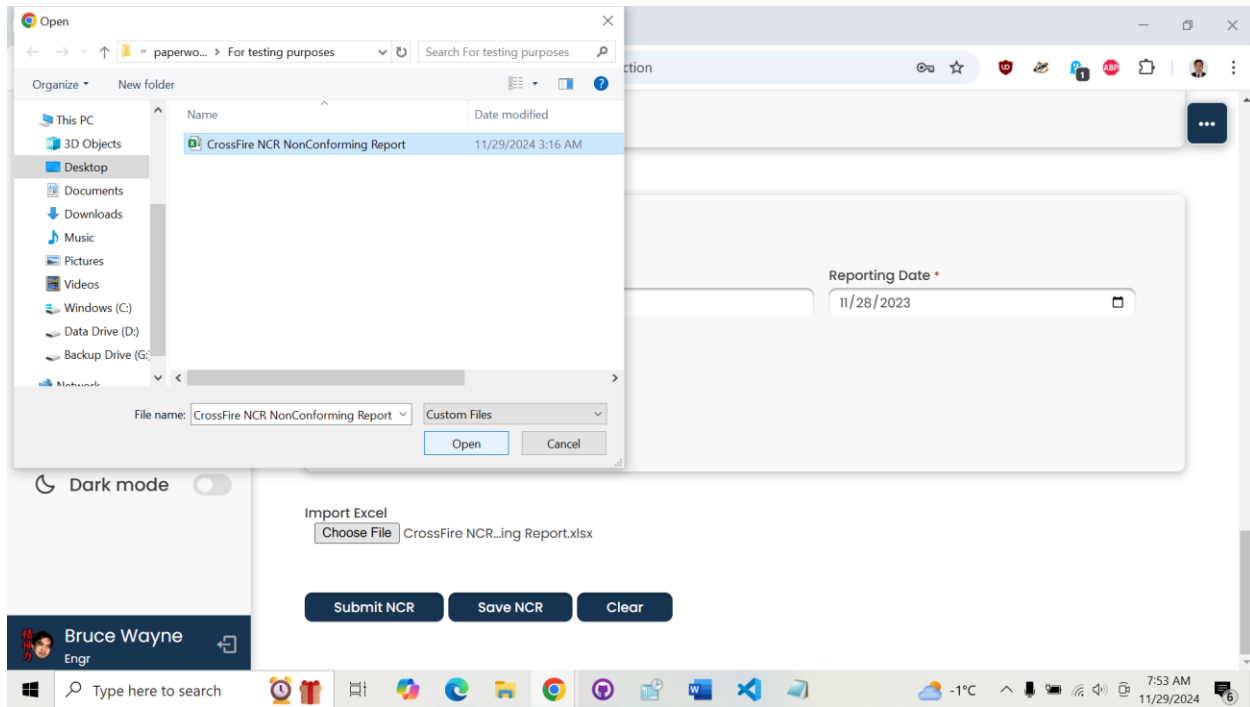 Open
« paperwo... > For testing purposes
Search For testing purposes
Organize
New folder
This PC
3D Objects
Desktop
Documents
Downloads
Music
Pictures
Videos
Windows (C:)
Data Drive (D:)
Backup Drive (G:)
Network
Name
Date modified
CrossFire NCR NonConforming Report
11/29/2024 3:16 AM
File name:
CrossFire NCR NonConforming Report
Custom Files
Open
Cancel
ction
1
ABP
Reporting Date *
11/28/2023
Dark mode
Import Excel
Choose File CrossFire NCR...ing Report.xlsx
Submit NCR
Save NCR
Clear
Bruce Wayne
Engr
Type here to search
-1°C
7:53 AM
11/29/2024
6